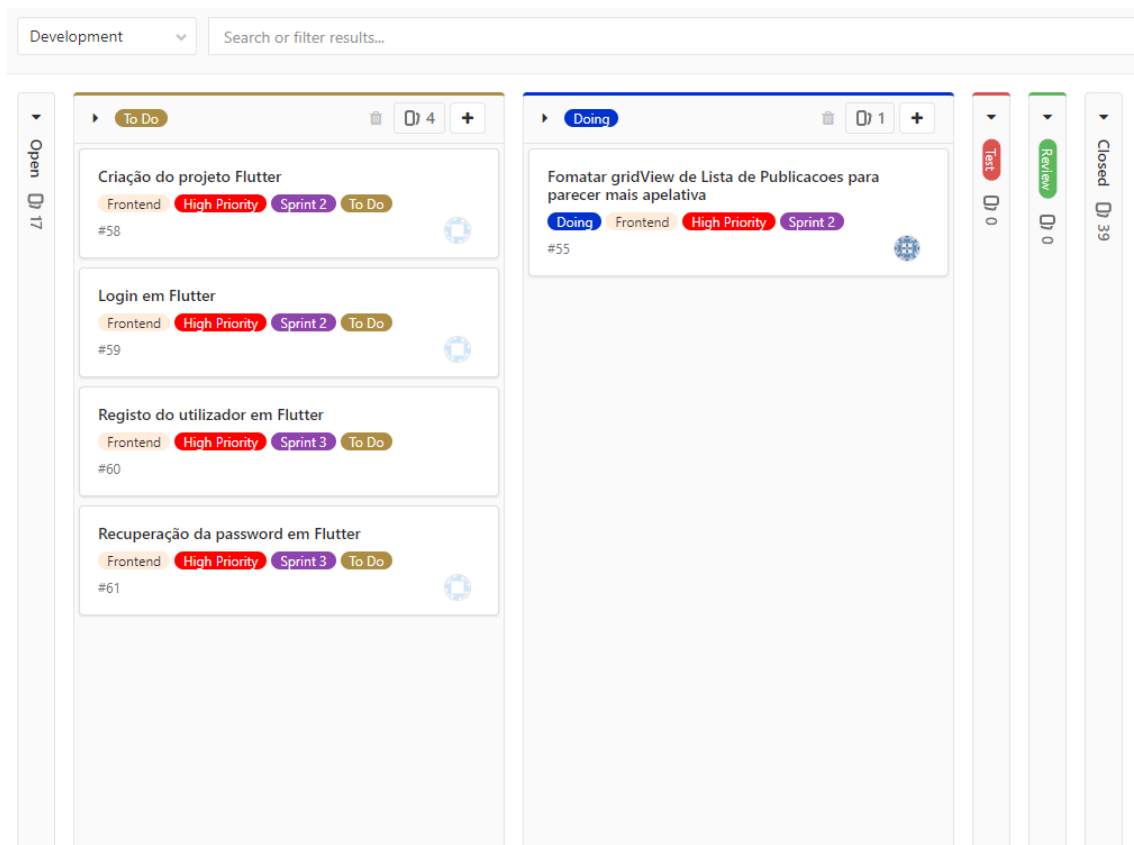 Development
Search or filter results...
Open
17
To Do
4
Criação do projeto Flutter
Frontend High Priority Sprint 2 To Do
#58
Login em Flutter
Frontend High Priority Sprint 2 To Do
#59
Registo do utilizador em Flutter
Frontend High Priority Sprint 3 To Do
#60
Recuperação da password em Flutter
Frontend High Priority Sprint 3 To Do
#61
Doing
1
Fomatar gridView de Lista de Publicacoes para
parecer mais apelativa
Doing Frontend High Priority Sprint 2
#55
Test
0
Review
0
Closed
39